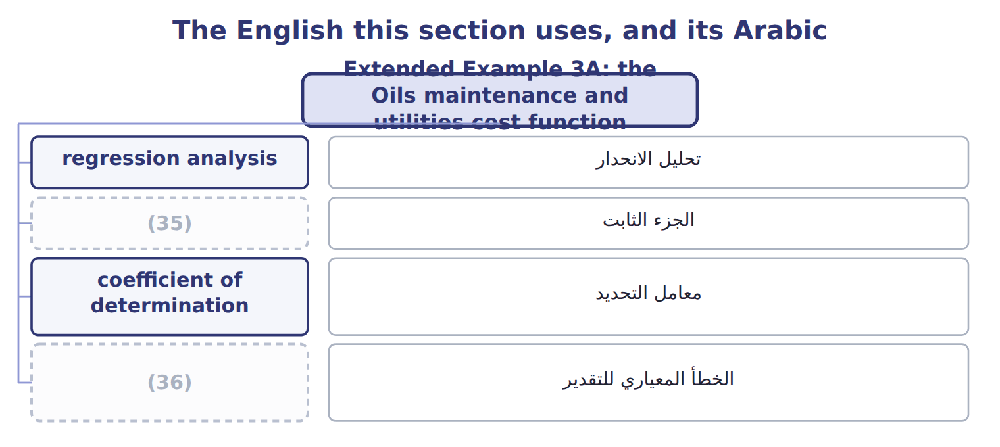 The English this section uses, and its Arabic
Extended Example 3A: the
Oils maintenance and
utilities cost function
regression analysis
تحليل الانحدار
(35)
الجزء الثابت
coefficient of
determination
معامل التحديد
(36)
الخطأ المعياري للتقدير